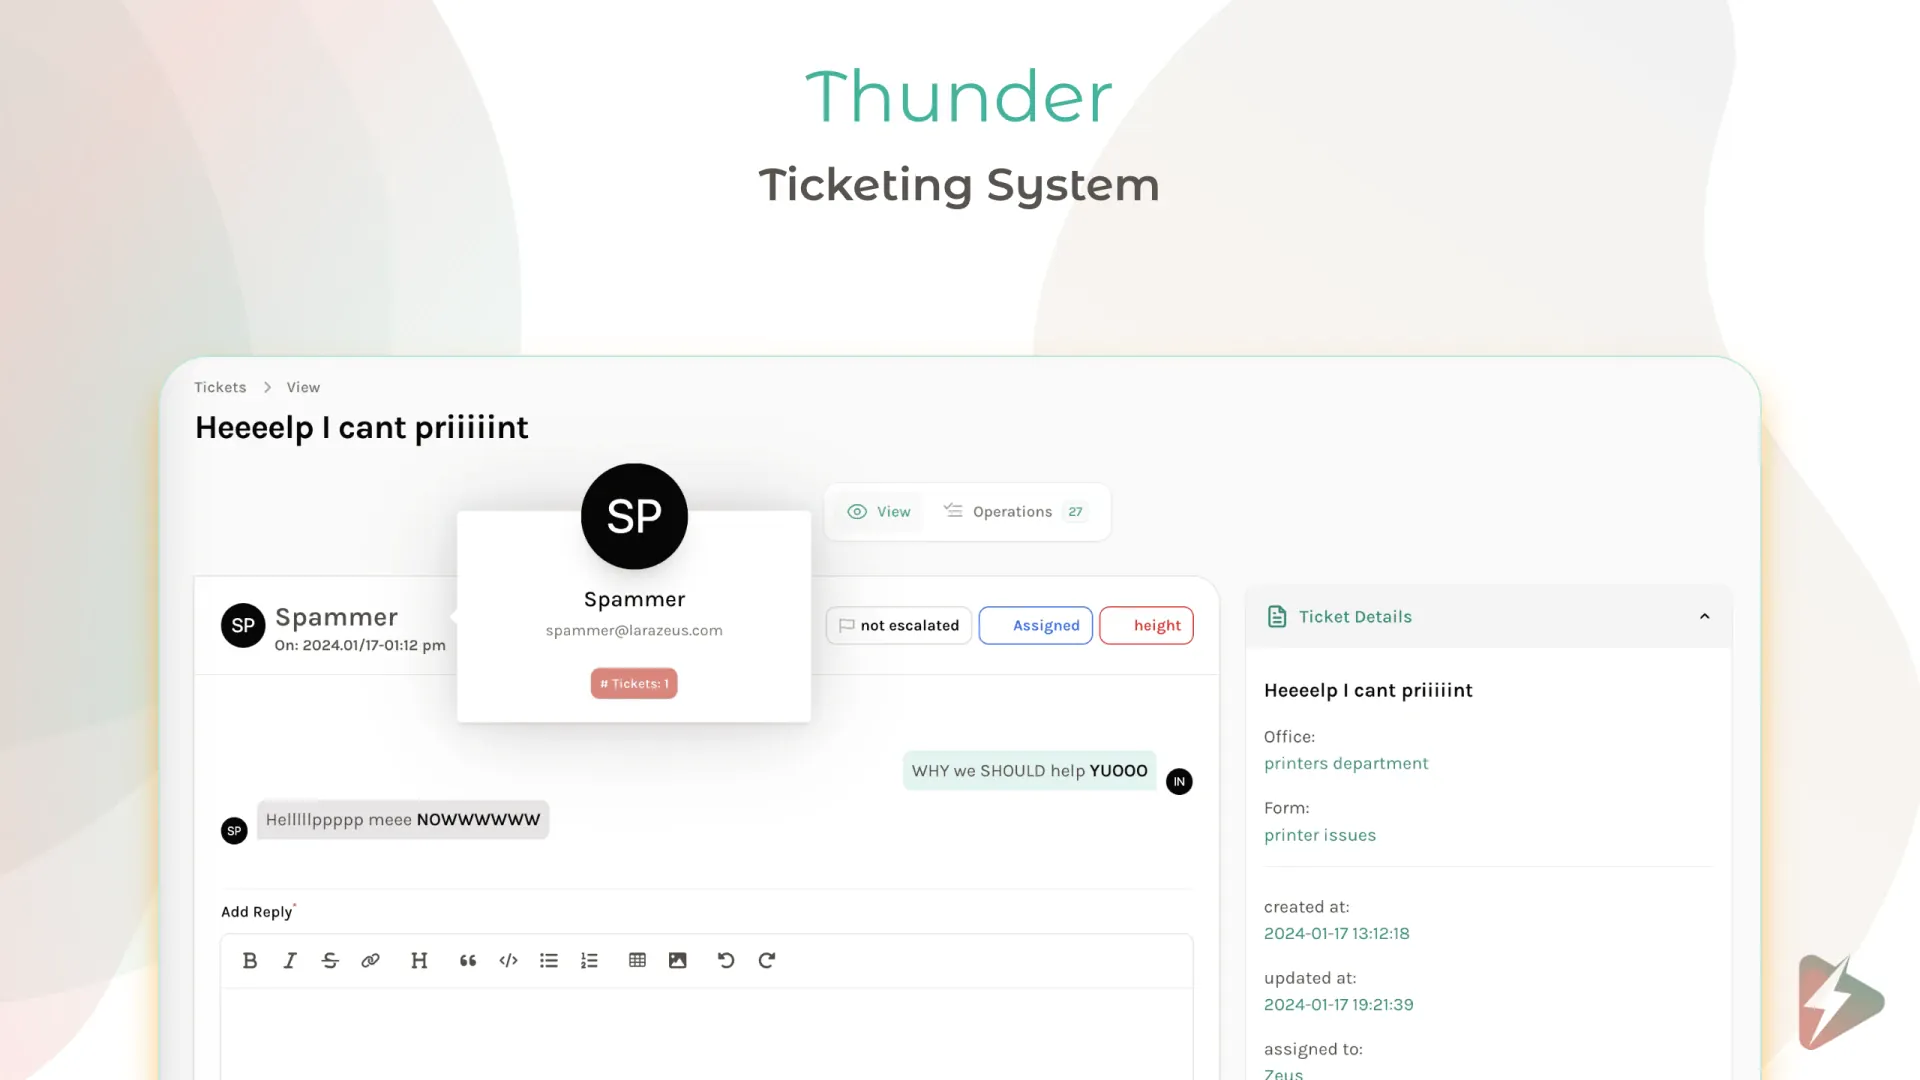 Thunder
Ticketing System
Tickets > View
Heeeelp I cant priiiiint
SP
View
Operations 27
SP
Spammer
On: 2024.01/17-01:12 pm
Spammer
spammer@larazeus.com
# Tickets: 1
not escalated
Assigned
height
WHY we SHOULD help YUOOO
IN
SP
Helllllppppp meee NOWWWWWW
Add Reply*
Ticket Details
Heeeelp I cant priiiiint
Office:
printers department
Form:
printer issues
created at:
2024-01-17 13:12:18
updated at:
2024-01-17 19:21:39
assigned to:
Zeus